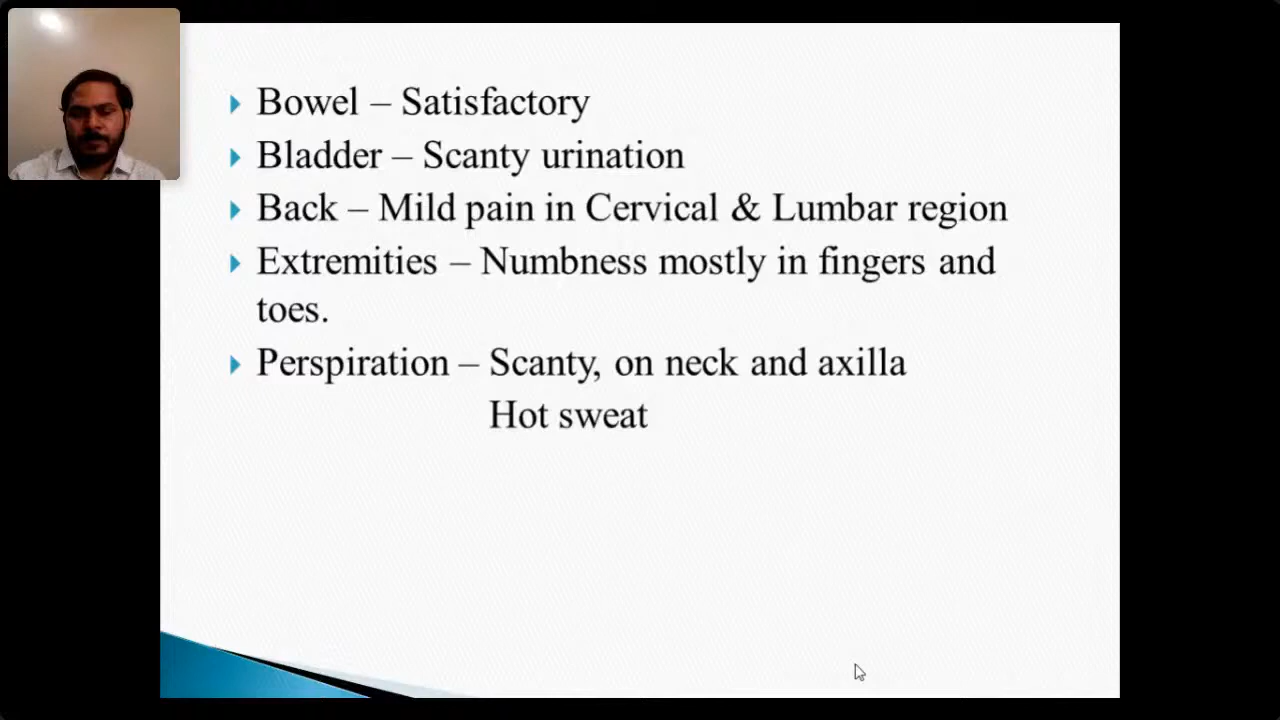 Bowel – Satisfactory
Bladder – Scanty urination
Back – Mild pain in Cervical & Lumbar region
Extremities – Numbness mostly in fingers and
toes.
Perspiration – Scanty, on neck and axilla
Hot sweat